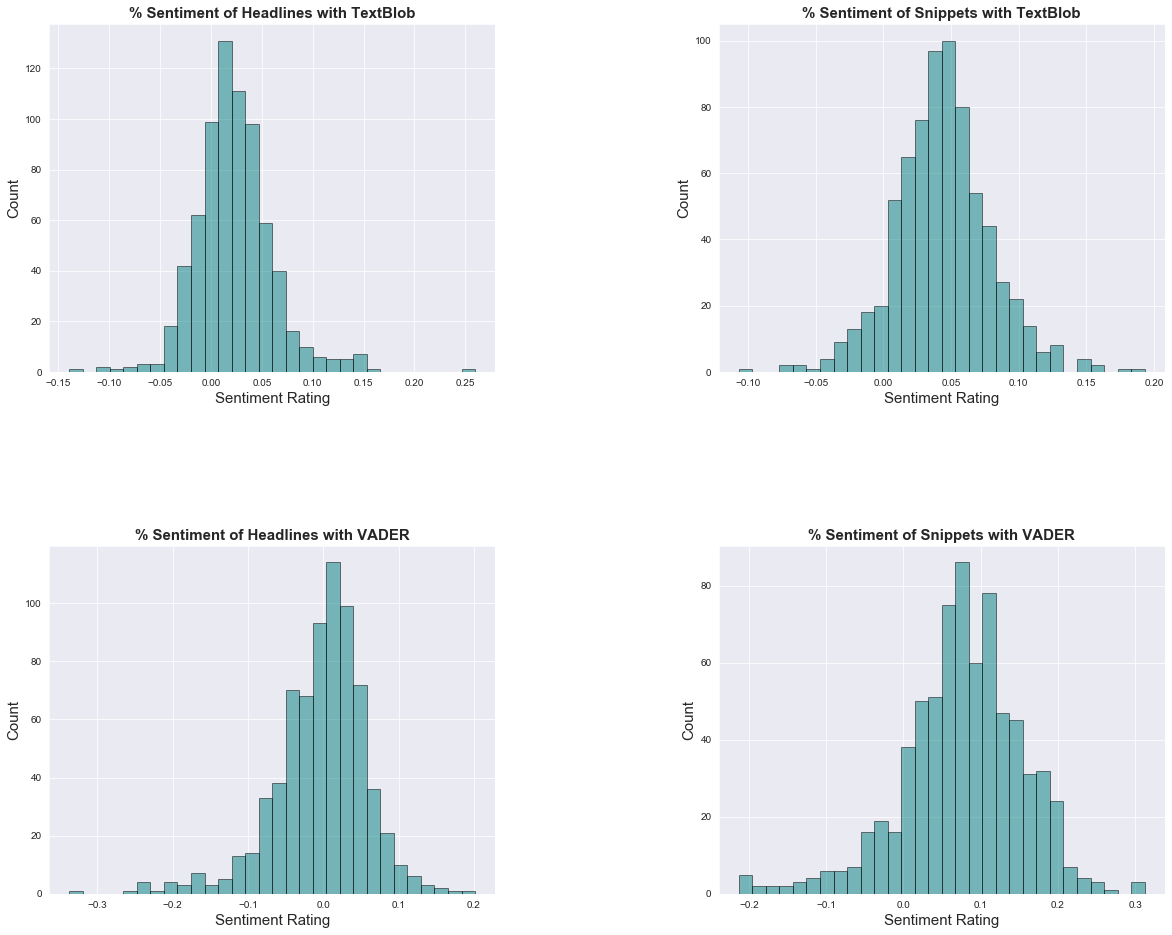 % Sentiment of Headlines with TextBlob
120
100
80
60
40
20
0
Count
−0.15 −0.10 −0.05 0.00 0.05 0.10 0.15 0.20 0.25
Sentiment Rating
% Sentiment of Snippets with TextBlob
100
80
60
40
20
0
Count
−0.10 −0.05 0.00 0.05 0.10 0.15 0.20
Sentiment Rating
% Sentiment of Headlines with VADER
100
80
60
40
20
0
Count
−0.3 −0.2 −0.1 0.0 0.1 0.2
Sentiment Rating
% Sentiment of Snippets with VADER
80
60
40
20
0
Count
−0.2 −0.1 0.0 0.1 0.2 0.3
Sentiment Rating